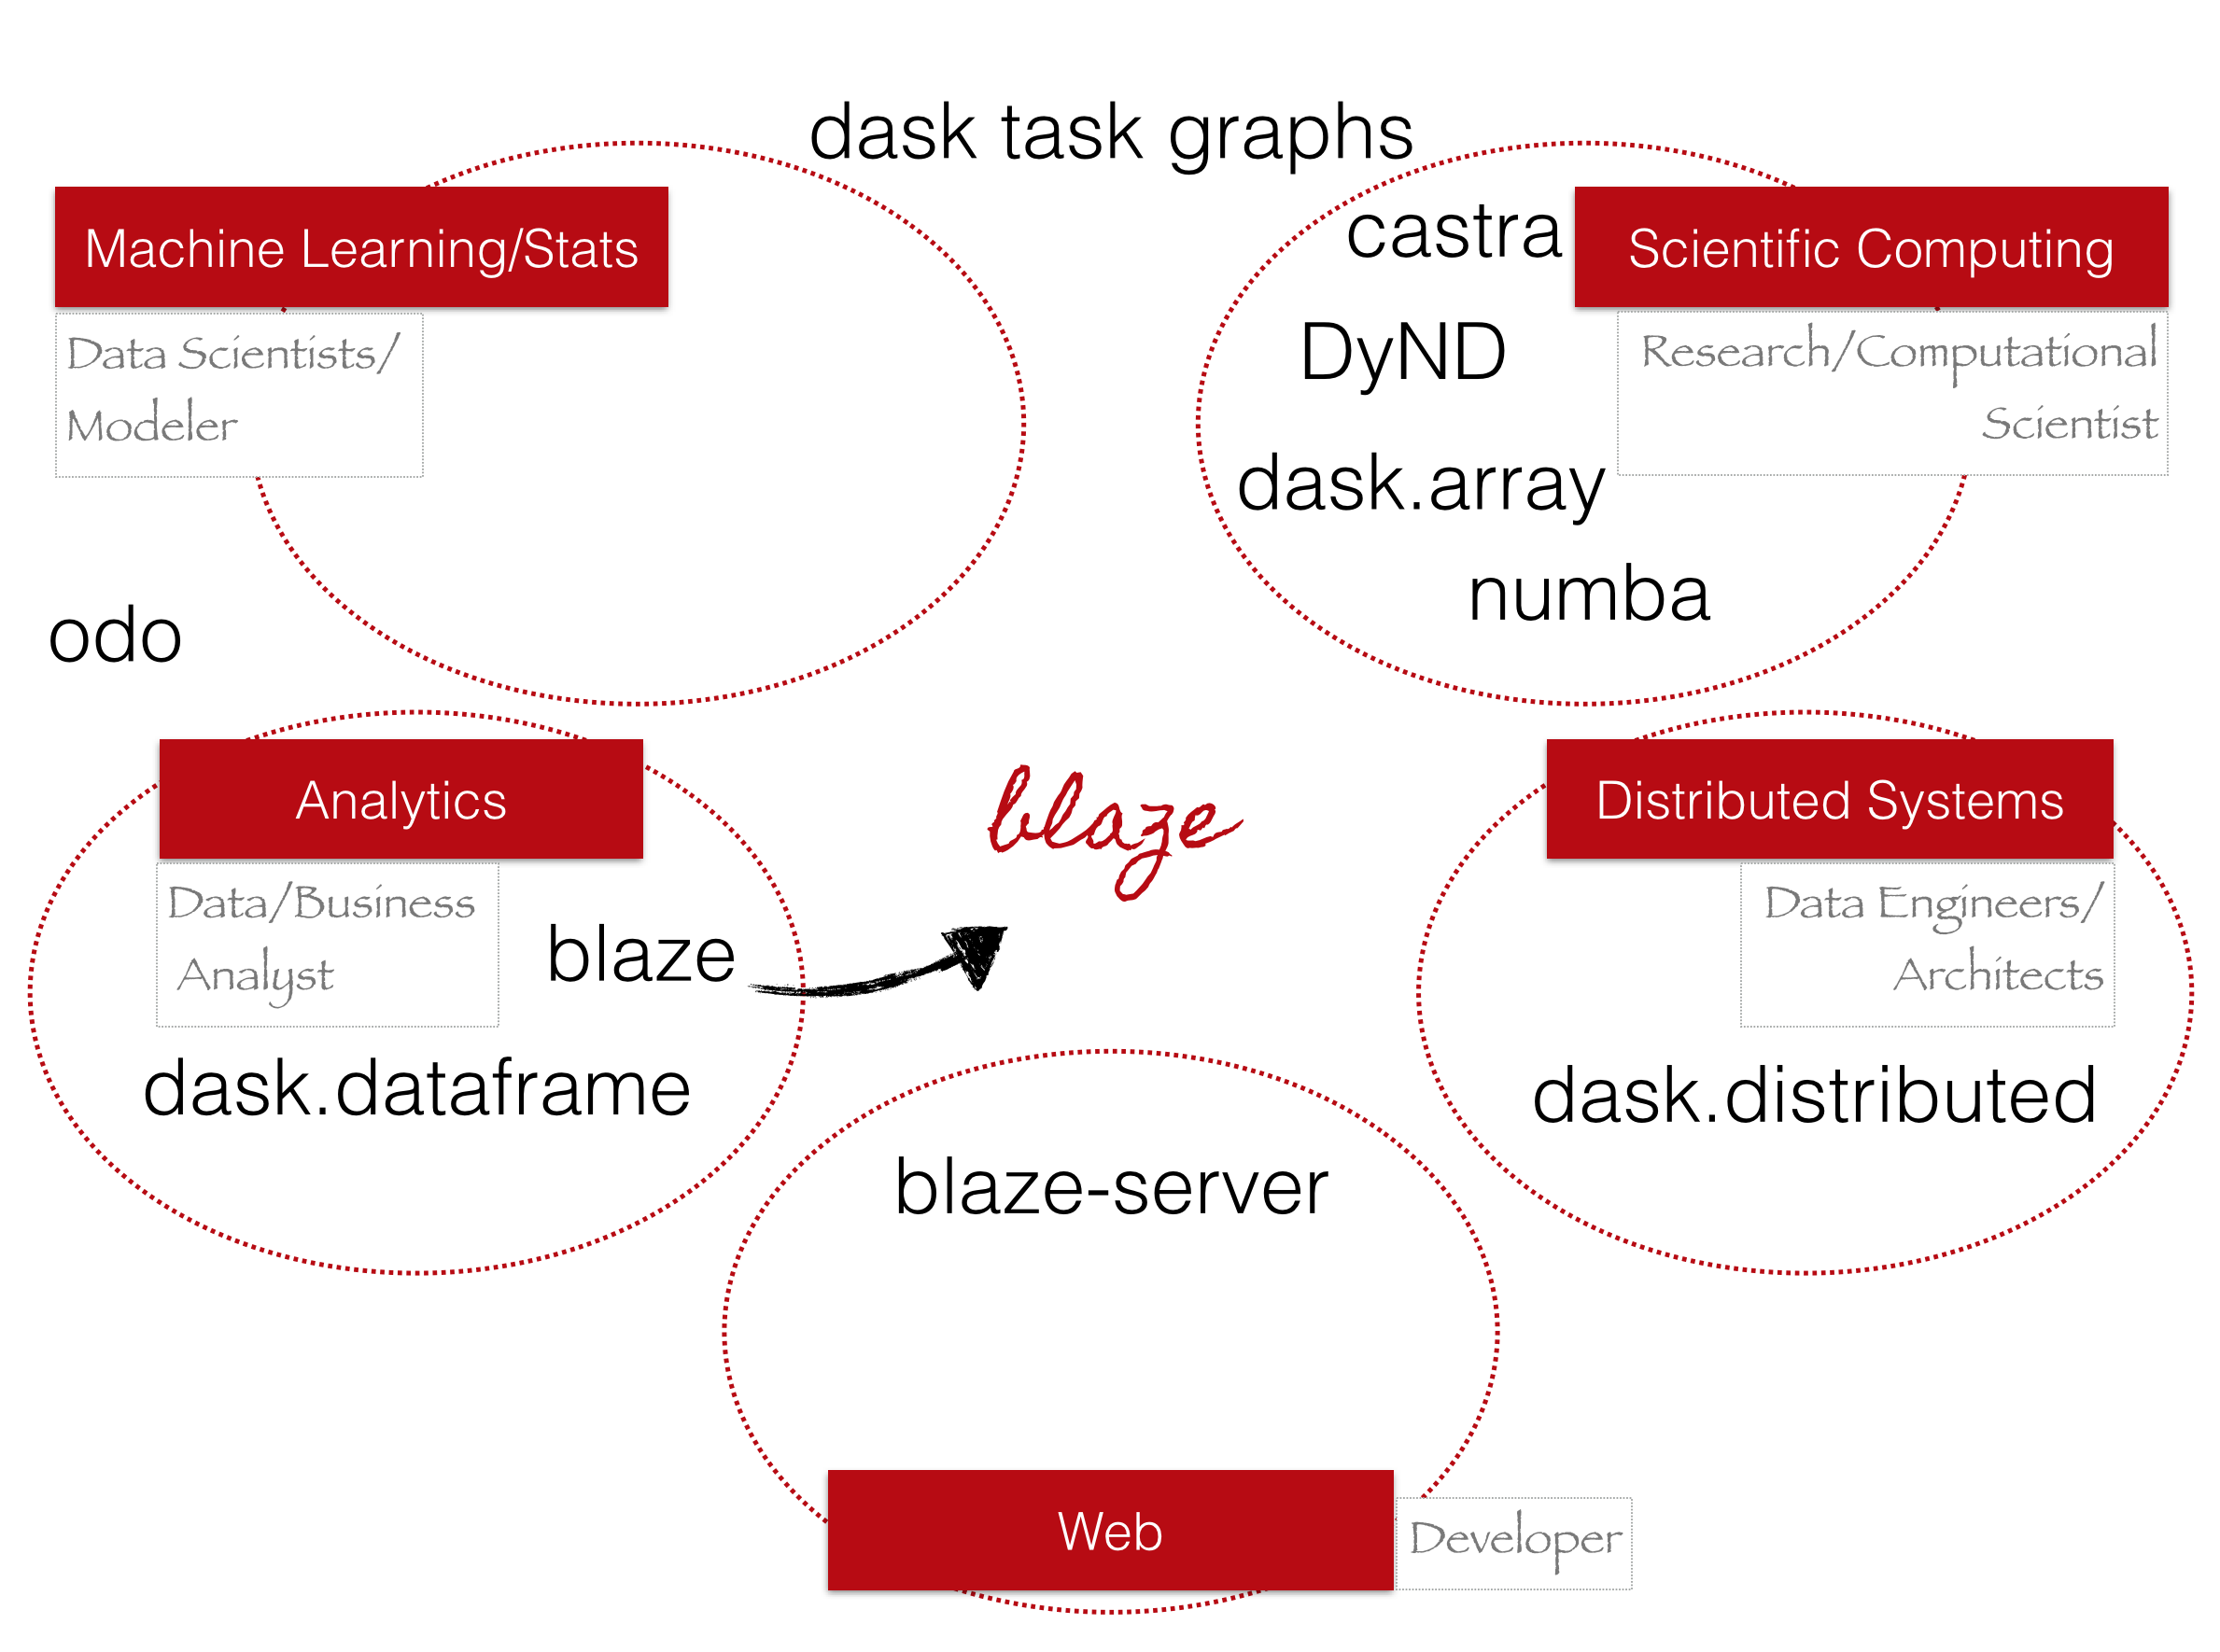 dask task graphs
Machine Learning/Stats
Data Scientists/
Modeler
castra
Scientific Computing
Research/Computational
Scientist
DyND
dask.array
numba
odo
Analytics
Data/Business
Analyst
blaze
dask.dataframe
blaze
Distributed Systems
Data Engineers/
Architects
dask.distributed
blaze-server
Web
Developer